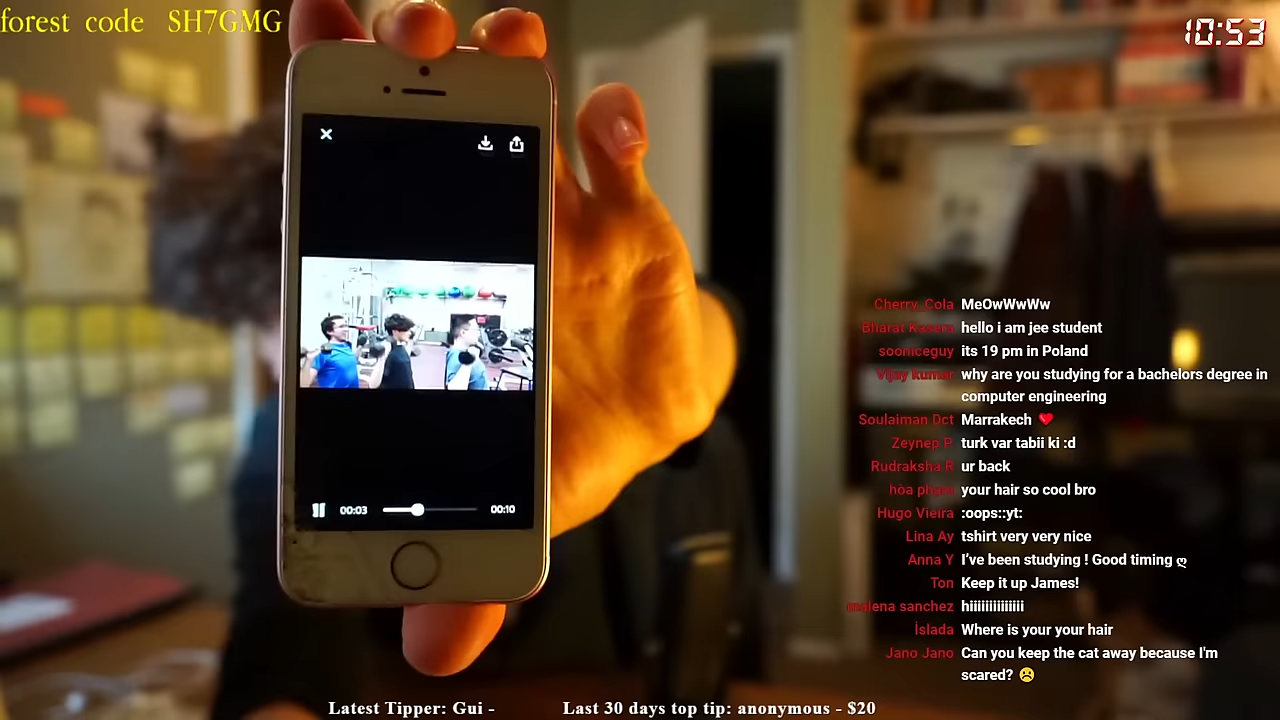 forest code SH7GMG
10:53
00:03
00:10
Cherry_Cola MeOwWwWw
Bharat Kasera hello i am jee student
sooniceguy its 19 pm in Poland
Vijay kumar why are you studying for a bachelors degree in
computer engineering
Soulaiman Dct Marrakech ❤️
Zeynep P. turk var tabii ki :d
Rudraksha R ur back
hòa phạm your hair so cool bro
Hugo Vieira :oops::yt:
Lina Ay tshirt very very nice
Anna Y I’ve been studying ! Good timing ღ
Ton Keep it up James!
malena sanchez hiiiiiiiiiiiiii
İslada Where is your your hair
Jano Jano Can you keep the cat away because I'm
scared? ☹️
Latest Tipper: Gui -
Last 30 days top tip: anonymous - $20